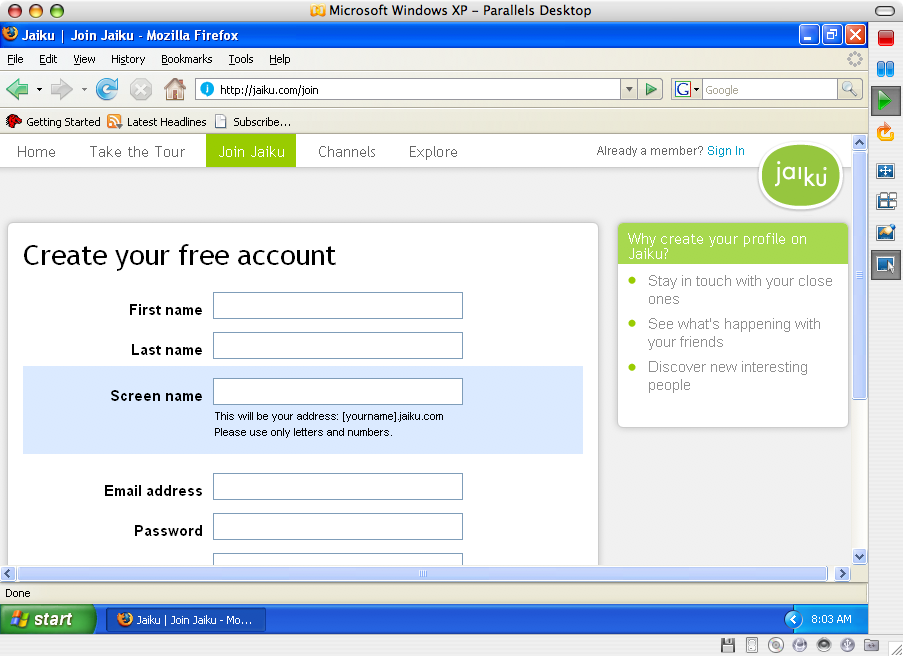 Microsoft Windows XP – Parallels Desktop
Jaiku | Join Jaiku - Mozilla Firefox
File Edit View History Bookmarks Tools Help
http://jaiku.com/join
G Google
Getting Started Latest Headlines Subscribe...
Home Take the Tour Join Jaiku Channels Explore
Already a member? Sign In
jaiku
Create your free account
First name
Last name
Screen name
This will be your address: [yourname].jaiku.com
Please use only letters and numbers.
Email address
Password
Why create your profile on
Jaiku?
Stay in touch with your close
ones
See what's happening with
your friends
Discover new interesting
people
Done
start
Jaiku | Join Jaiku - Mo...
8:03 AM